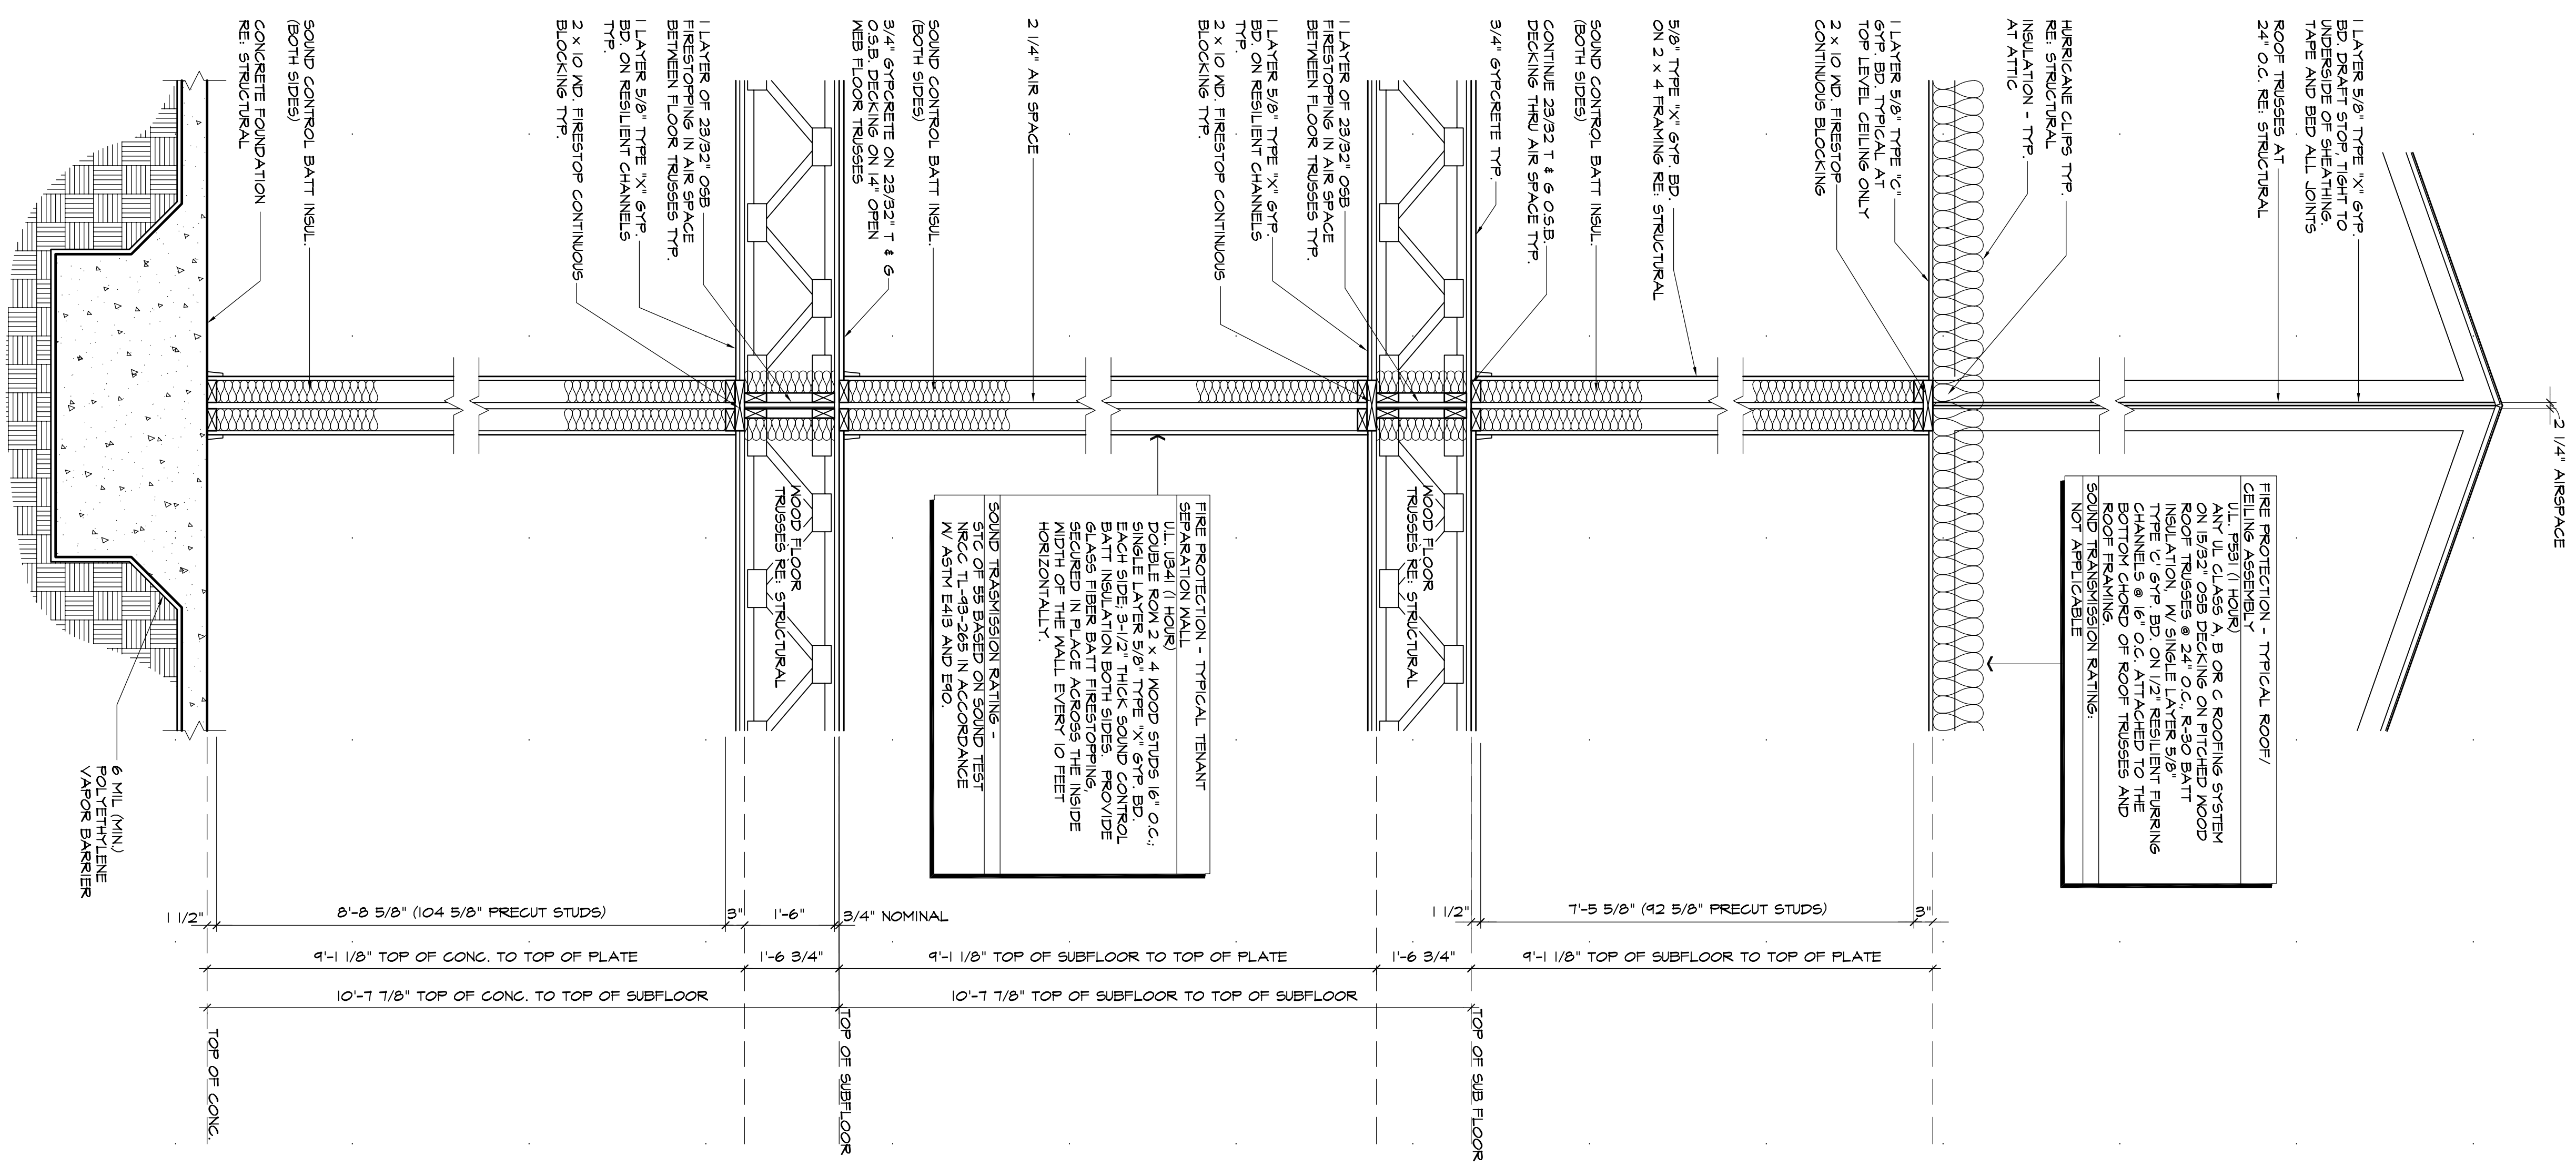 2 1/4" AIRSPACE
1 LAYER 5/8" TYPE "X" GYP.
BD. DRAFT STOP, TIGHT TO
UNDERSIDE OF SHEATHING.
TAPE AND BED ALL JOINTS
ROOF TRUSSES AT
24" O.C. RE: STRUCTURAL
HURRICANE CLIPS TYP.
RE: STRUCTURAL
INSULATION - TYP.
AT ATTIC
1 LAYER 5/8" TYPE "C"
GYP. BD. TYPICAL AT
TOP LEVEL CEILING ONLY
2 x 10 WD. FIRESTOP
CONTINUOUS BLOCKING
5/8" TYPE "X" GYP. BD.
ON 2 x 4 FRAMING RE: STRUCTURAL
SOUND CONTROL BATT INSUL.
(BOTH SIDES)
CONTINUE 23/32 T & G O.S.B.
DECKING THRU AIR SPACE TYP.
3/4" GYPCRETE TYP.
1 LAYER OF 23/32" OSB
FIRESTOPPING IN AIR SPACE
BETWEEN FLOOR TRUSSES TYP.
1 LAYER 5/8" TYPE "X" GYP.
BD. ON RESILIENT CHANNELS
TYP.
2 x 10 WD. FIRESTOP CONTINUOUS
BLOCKING TYP.
2 1/4" AIR SPACE
SOUND CONTROL BATT INSUL.
(BOTH SIDES)
3/4" GYPCRETE ON 23/32" T & G
O.S.B. DECKING ON 14" OPEN
WEB FLOOR TRUSSES
1 LAYER OF 23/32" OSB
FIRESTOPPING IN AIR SPACE
BETWEEN FLOOR TRUSSES TYP.
1 LAYER 5/8" TYPE "X" GYP.
BD. ON RESILIENT CHANNELS
TYP.
2 x 10 WD. FIRESTOP CONTINUOUS
BLOCKING TYP.
SOUND CONTROL BATT INSUL.
(BOTH SIDES)
CONCRETE FOUNDATION
RE: STRUCTURAL
FIRE PROTECTION - TYPICAL ROOF/
CEILING ASSEMBLY
U.L. P531 (1 HOUR)
ANY UL CLASS A, B OR C ROOFING SYSTEM
ON 15/32" OSB DECKING ON PITCHED WOOD
ROOF TRUSSES @ 24" O.C., R-30 BATT
INSULATION, W/ SINGLE LAYER 5/8"
TYPE 'C' GYP. BD. ON 1/2" RESILIENT FURRING
CHANNELS @ 16" O.C. ATTACHED TO THE
BOTTOM CHORD OF ROOF TRUSSES AND
ROOF FRAMING.
SOUND TRANSMISSION RATING:
NOT APPLICABLE
WOOD FLOOR
TRUSSES RE: STRUCTURAL
FIRE PROTECTION - TYPICAL TENANT
SEPARATION WALL
U.L. U341 (1 HOUR)
DOUBLE ROW 2 x 4 WOOD STUDS 16" O.C.;
SINGLE LAYER 5/8" TYPE "X" GYP. BD.
EACH SIDE; 3-1/2" THICK SOUND CONTROL
BATT INSULATION BOTH SIDES. PROVIDE
GLASS FIBER BATT FIRESTOPPING,
SECURED IN PLACE ACROSS THE INSIDE
WIDTH OF THE WALL EVERY 10 FEET
HORIZONTALLY.
SOUND TRASMISSION RATING -
STC OF 55 BASED ON SOUND TEST
NRCC TL-93-265 IN ACCORDANCE
W/ ASTM E413 AND E90.
WOOD FLOOR
TRUSSES RE: STRUCTURAL
6 MIL (MIN.)
POLYETHYLENE
VAPOR BARRIER
1 1/2"
8'-8 5/8" (104 5/8" PRECUT STUDS)
3"
1'-6"
3/4" NOMINAL
1 1/2"
7'-5 5/8" (92 5/8" PRECUT STUDS)
3"
9'-1 1/8" TOP OF CONC. TO TOP OF PLATE
1'-6 3/4"
9'-1 1/8" TOP OF SUBFLOOR TO TOP OF PLATE
1'-6 3/4"
9'-1 1/8" TOP OF SUBFLOOR TO TOP OF PLATE
10'-7 7/8" TOP OF CONC. TO TOP OF SUBFLOOR
10'-7 7/8" TOP OF SUBFLOOR TO TOP OF SUBFLOOR
TOP OF CONC.
TOP OF SUBFLOOR
TOP OF SUB FLOOR